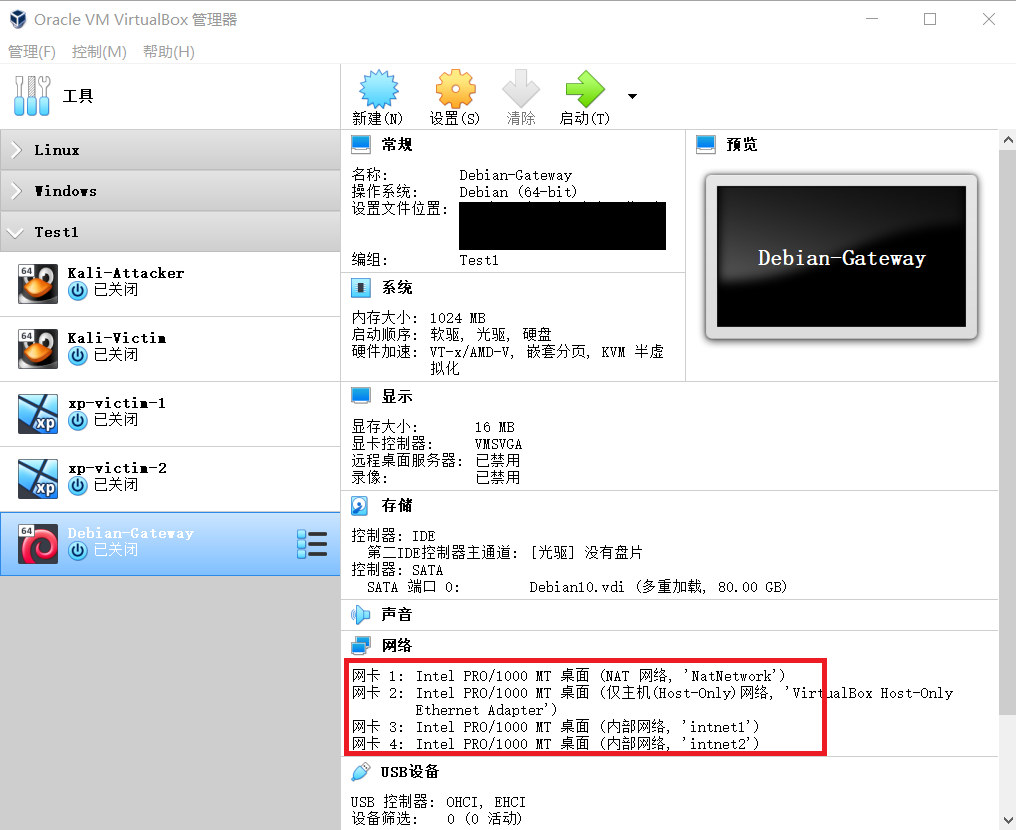 Oracle VM VirtualBox 管理器
管理(F) 控制(M) 帮助(H)
工具
新建(N) 设置(S) 清除 启动(T)
Linux
Windows
Test1
64
Kali-Attacker
已关闭
64
Kali-Victim
已关闭
xp
xp-victim-1
已关闭
xp
xp-victim-2
已关闭
64
Debian-Gateway
已关闭
常规
名称: Debian-Gateway
操作系统: Debian (64-bit)
设置文件位置:
编组: Test1
预览
Debian-Gateway
系统
内存大小: 1024 MB
启动顺序: 软驱, 光驱, 硬盘
硬件加速: VT-x/AMD-V, 嵌套分页, KVM 半虚
拟化
显示
显存大小: 16 MB
显卡控制器: VMSVGA
远程桌面服务器: 已禁用
录像: 已禁用
存储
控制器: IDE
第二IDE控制器主通道: [光驱] 没有盘片
控制器: SATA
SATA 端口 0: Debian10.vdi (多重加载, 80.00 GB)
声音
网络
网卡 1: Intel PRO/1000 MT 桌面 (NAT 网络, 'NatNetwork')
网卡 2: Intel PRO/1000 MT 桌面 (仅主机(Host-Only)网络, 'VirtualBox Host-Only
Ethernet Adapter')
网卡 3: Intel PRO/1000 MT 桌面 (内部网络, 'intnet1')
网卡 4: Intel PRO/1000 MT 桌面 (内部网络, 'intnet2')
USB设备
USB 控制器: OHCI, EHCI
设备筛选: 0 (0 活动)